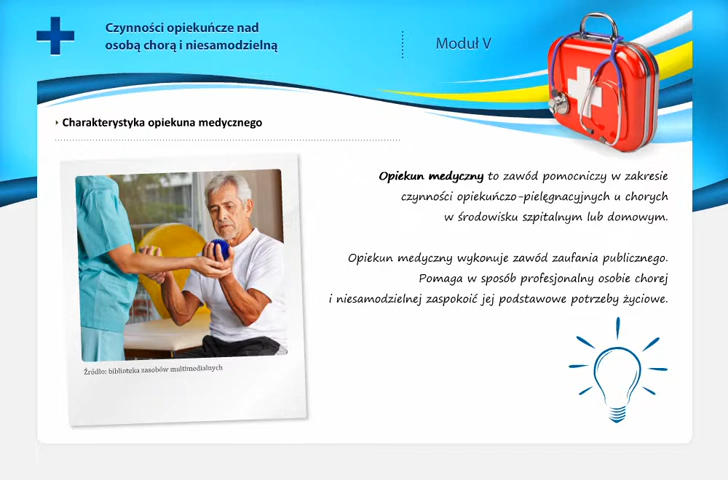 Czynności opiekuńcze nad
osobą chorą i niesamodzielną
Moduł V
Charakterystyka opiekuna medycznego
Opiekun medyczny to zawód pomocniczy w zakresie
czynności opiekuńczo-pielęgnacyjnych u chorych
w środowisku szpitalnym lub domowym.
Opiekun medyczny wykonuje zawód zaufania publicznego.
Pomaga w sposób profesjonalny osobie chorej
i niesamodzielnej zaspokoić jej podstawowe potrzeby życiowe.
Źródło: biblioteka zasobów multimedialnych